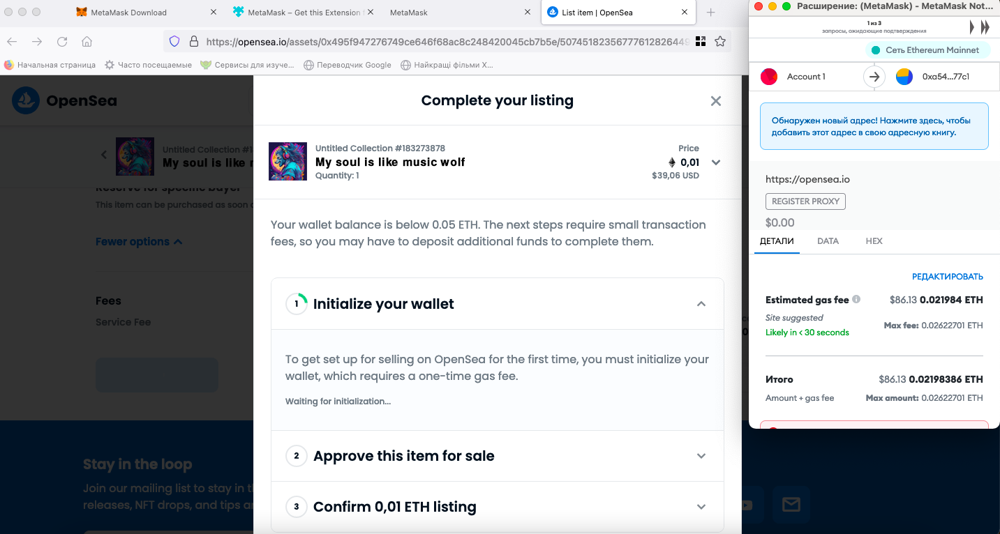 MetaMask Download
MetaMask – Get this Extension f
MetaMask
List item | OpenSea
https://opensea.io/assets/0x495f947276749ce646f68ac8c248420045cb7b5e/50745182356777612826449
Начальная страница
Часто посещаемые
Сервисы для изуче...
Переводчик Google
Найкращі фільми X...
OpenSea
Untitled Collection #18
My soul is like m
Reserve for specific buyer
This item can be purchased as soon a
Fewer options
Fees
Service Fee
Stay in the loop
Join our mailing list to stay in th
releases, NFT drops, and tips an
Complete your listing
Untitled Collection #183273878
My soul is like music wolf
Quantity: 1
Price
0,01
$39,06 USD
Your wallet balance is below 0.05 ETH. The next steps require small transaction
fees, so you may have to deposit additional funds to complete them.
1 Initialize your wallet
To get set up for selling on OpenSea for the first time, you must initialize your
wallet, which requires a one-time gas fee.
Waiting for initialization...
2 Approve this item for sale
3 Confirm 0,01 ETH listing
Расширение: (MetaMask) - MetaMask Not...
1 из 3
запросы, ожидающие подтверждения
Сеть Ethereum Mainnet
Account 1
0xa54...77c1
Обнаружен новый адрес! Нажмите здесь, чтобы
добавить этот адрес в свою адресную книгу.
https://opensea.io
REGISTER PROXY
$0.00
ДЕТАЛИ DATA HEX
РЕДАКТИРОВАТЬ
Estimated gas fee $86.13 0.021984 ETH
Site suggested
Max fee: 0.02622701 ETH
Likely in < 30 seconds
Итого $86.13 0.02198386 ETH
Amount + gas fee Max amount: 0.02622701 ETH